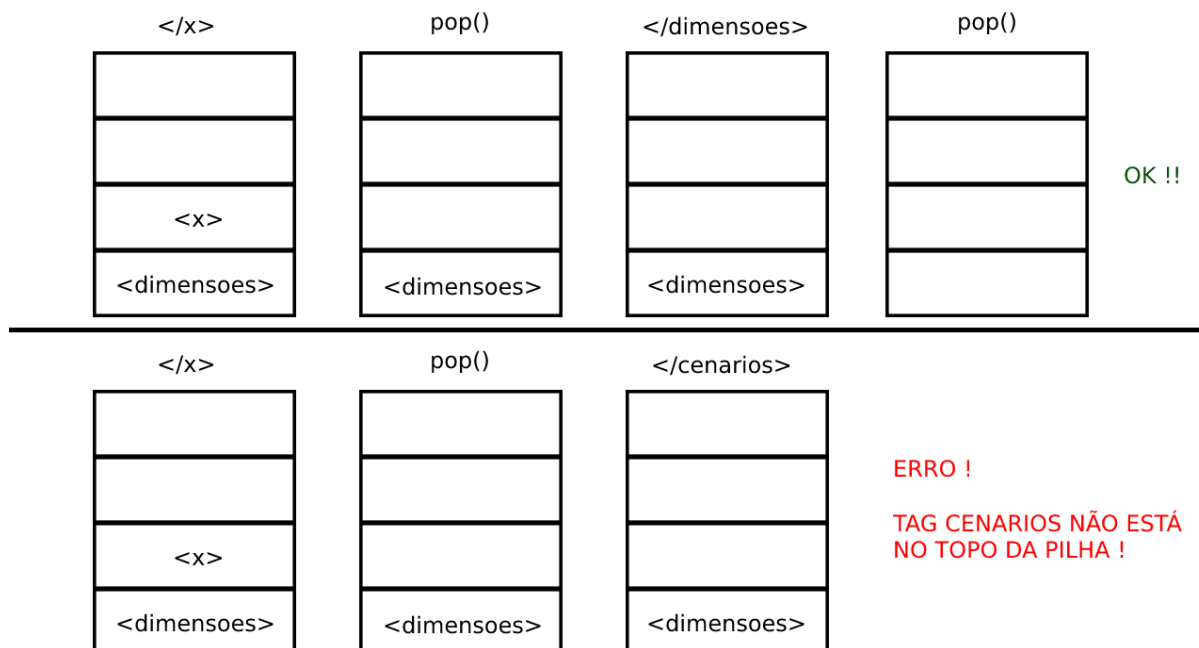 </x>
pop()
</dimensoes>
pop()
<x>
<dimensoes>
<dimensoes>
<dimensoes>
OK !!
</x>
pop()
</cenarios>
<x>
<dimensoes>
<dimensoes>
<dimensoes>
ERRO !
TAG CENARIOS NÃO ESTÁ
NO TOPO DA PILHA !